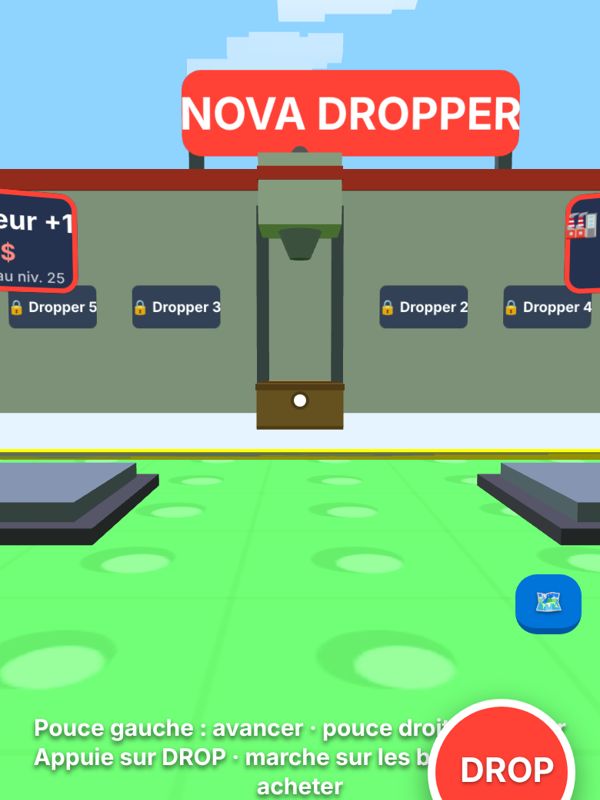 NOVA DROPPER
eur +1
$
au niv. 25
Dropper 5
Dropper 3
Dropper 2
Dropper 4
Pouce gauche : avancer · pouce droit
Appuie sur DROP · marche sur les
acheter
DROP